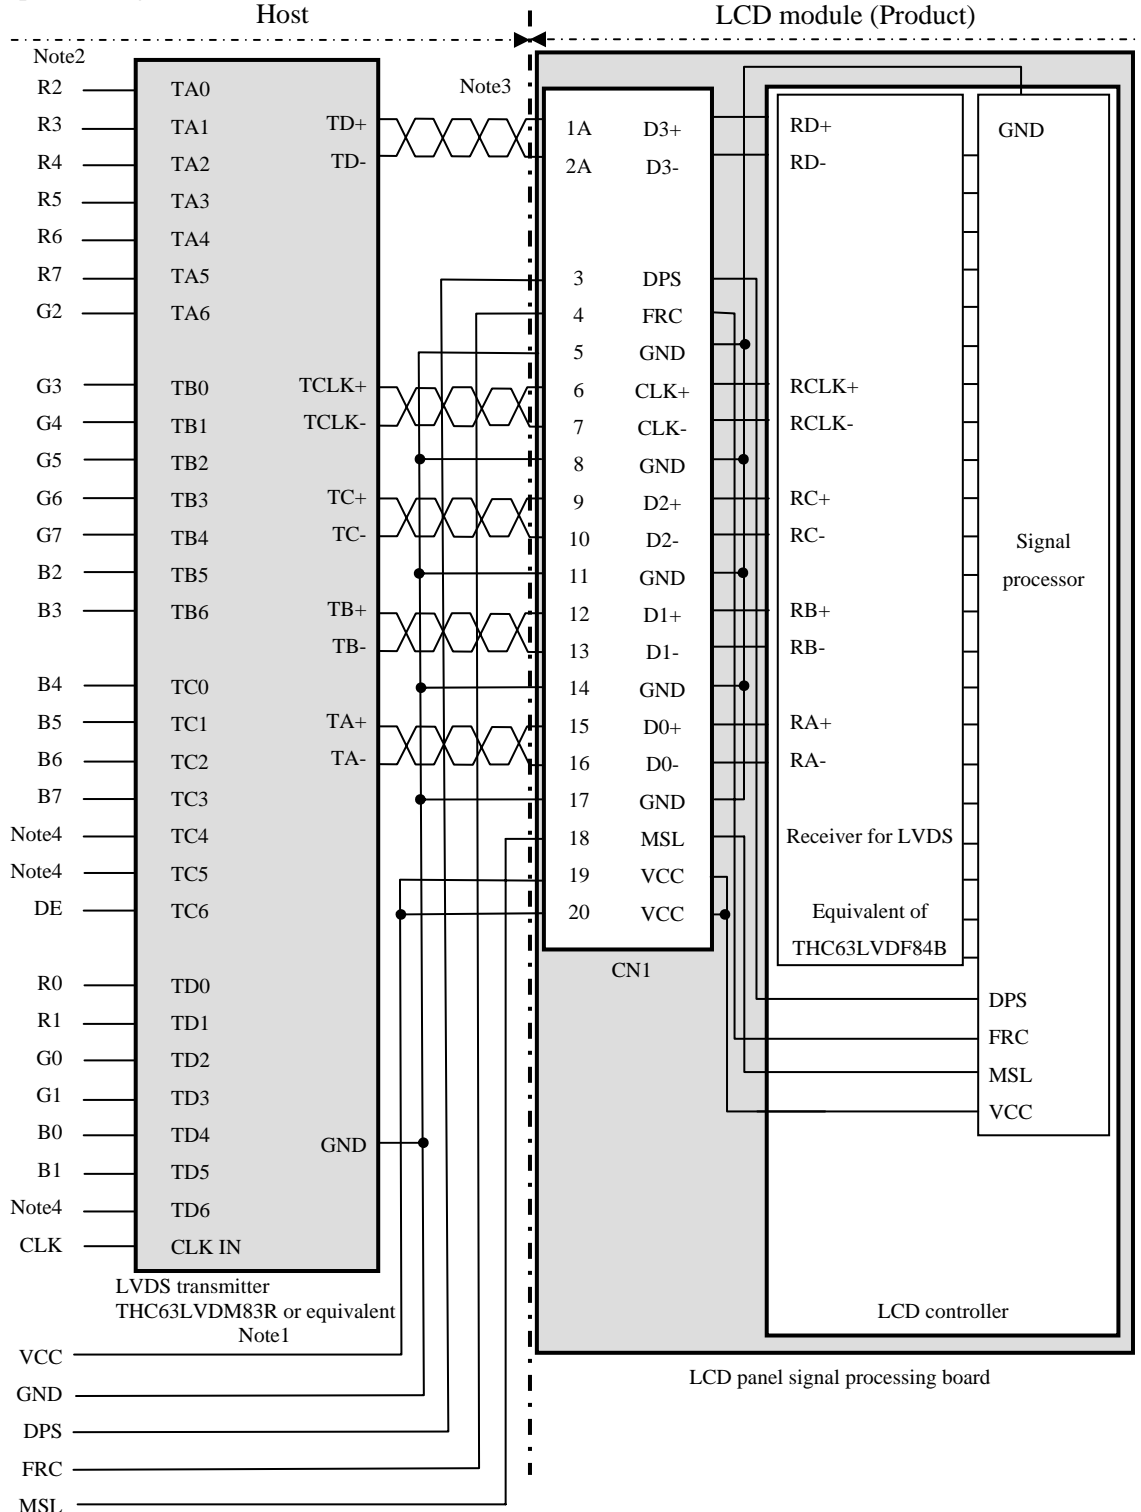 Host LCD module (Product)
Note2
R2 TA0
Note3
R3 TA1 TD+ 1A D3+ RD+ GND
R4 TA2 TD- 2A D3- RD-
R5 TA3
R6 TA4
R7 TA5 3 DPS
G2 TA6 4 FRC
5 GND
G3 TB0 TCLK+ 6 CLK+ RCLK+
G4 TB1 TCLK- 7 CLK- RCLK-
G5 TB2 8 GND
G6 TB3 TC+ 9 D2+ RC+
G7 TB4 TC- 10 D2- RC- Signal
B2 TB5 11 GND processor
B3 TB6 TB+ 12 D1+ RB+
TB- 13 D1- RB-
B4 TC0 14 GND
B5 TC1 TA+ 15 D0+ RA+
B6 TC2 TA- 16 D0- RA-
B7 TC3 17 GND
Note4 TC4 18 MSL Receiver for LVDS
Note4 TC5 19 VCC
DE TC6 20 VCC Equivalent of
THC63LVDF84B
CN1
R0 TD0 DPS
R1 TD1 FRC
G0 TD2 MSL
G1 TD3 VCC
B0 TD4 GND
B1 TD5
Note4 TD6
CLK CLK IN
LVDS transmitter
THC63LVDM83R or equivalent LCD controller
Note1
VCC
LCD panel signal processing board
GND
DPS
FRC
MSL